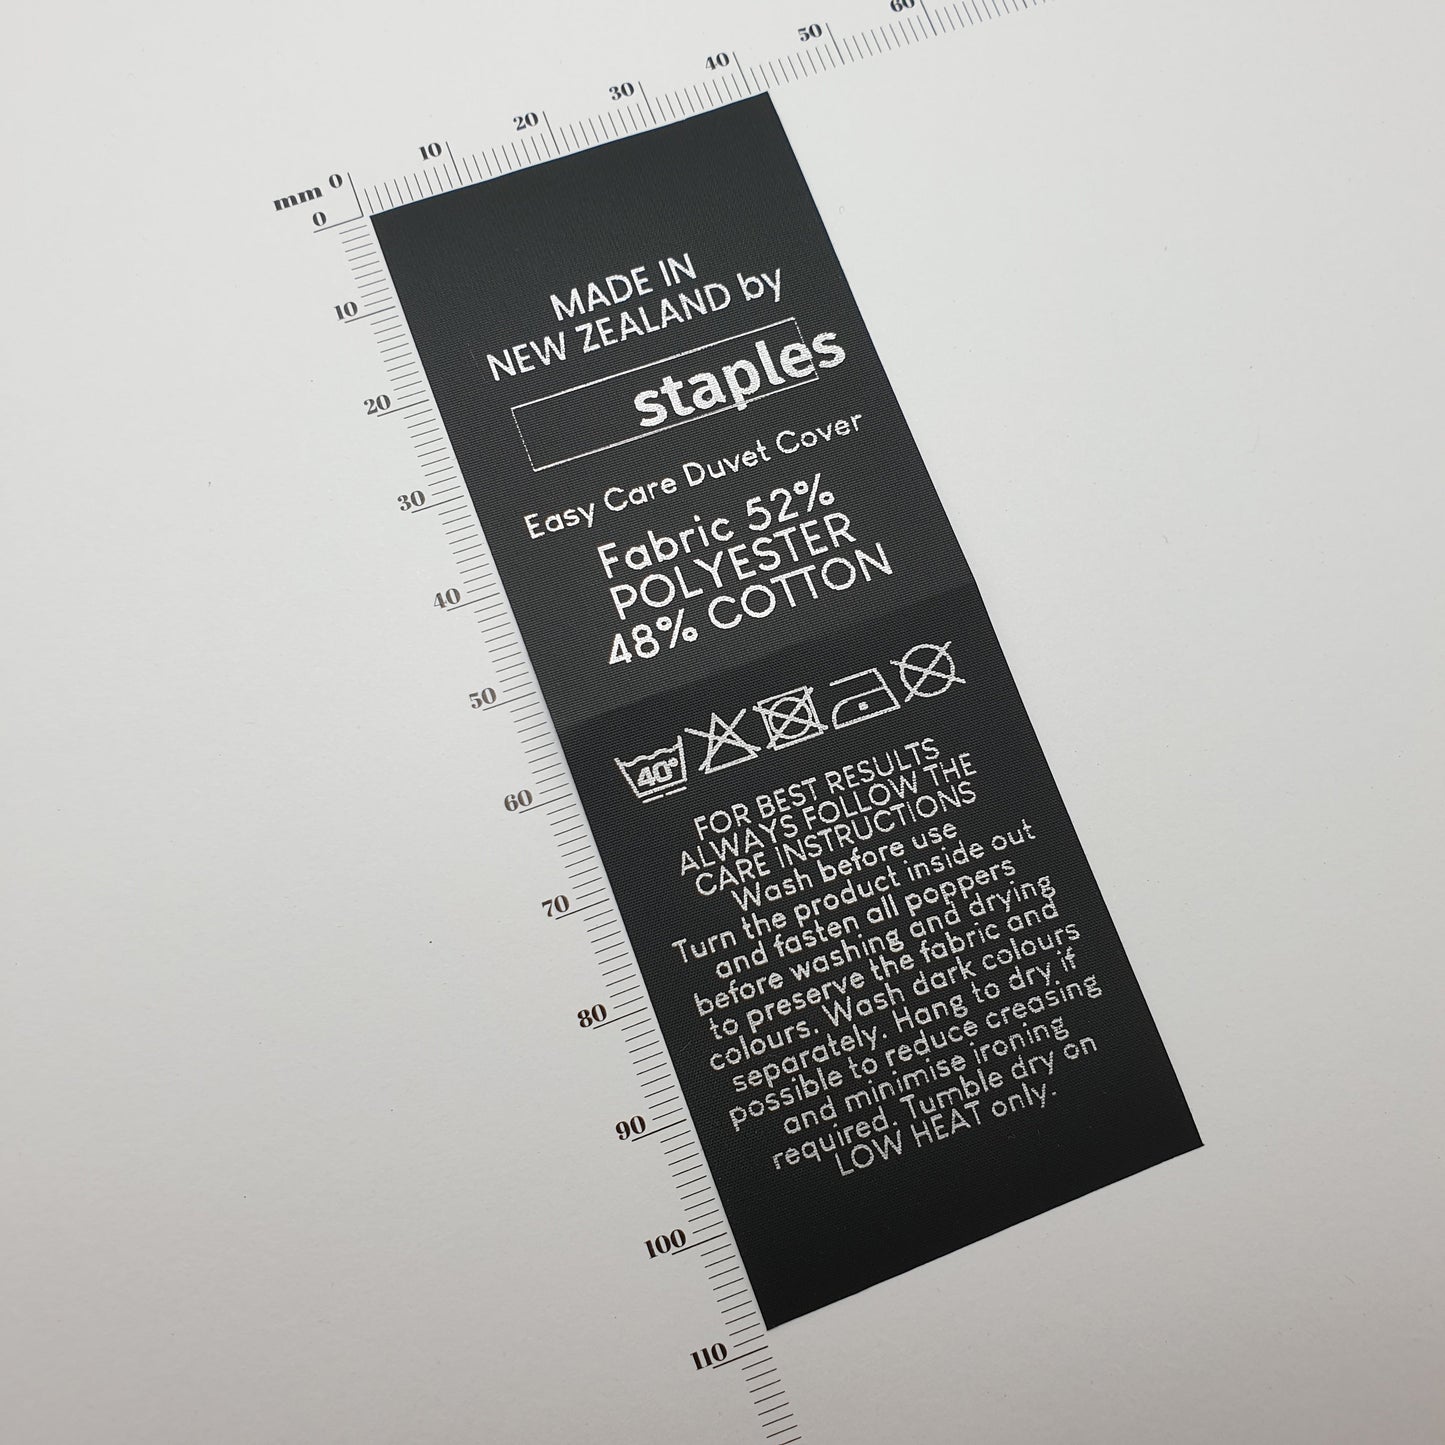 mm 0 10 20 30 40 50 60
0
10
20
30
40
50
60
70
80
90
100
110
MADE IN
NEW ZEALAND by
staples
Easy Care Duvet Cover
Fabric 52%
POLYESTER
48% COTTON
40°
FOR BEST RESULTS
ALWAYS FOLLOW THE
CARE INSTRUCTIONS
Wash before use
Turn the product inside out
and fasten all poppers
before washing and drying
to preserve the fabric and
colours. Wash dark colours
separately. Hang to dry if
possible to reduce creasing
and minimise ironing
required. Tumble dry on
LOW HEAT only.